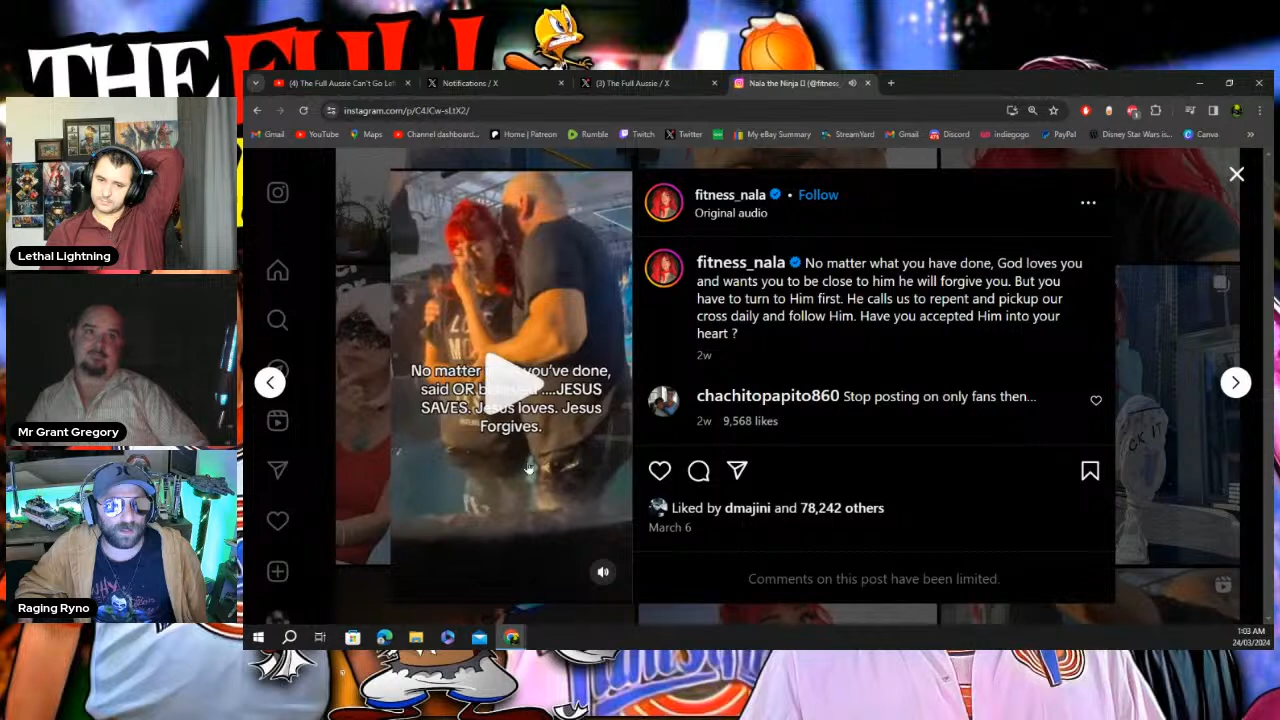 THE FULL
(4) The Full Aussie Can't Go Le
Notifications / X
(3) The Full Aussie / X
Nala the Ninja
(@fitness
instagram.com/p/C4JCw-sLtX2/
Gmail
YouTube
Maps
Channel dashboard...
Home | Patreon
Rumble
Twitch
Twitter
My eBay Summary
StreamYard
Gmail
Discord
indiegogo
PayPal
Disney Star Wars is...
Canva
Lethal Lightning
Mr Grant Gregory
Raging Ryno
No matter
you've done,
said OR
....JESUS
SAVES. Jesus loves. Jesus
Forgives.
fitness_nala • Follow
Original audio
fitness_nala No matter what you have done, God loves you
and wants you to be close to him he will forgive you. But you
have to turn to Him first. He calls us to repent and pickup our
cross daily and follow Him. Have you accepted Him into your
heart ?
2w
chachitopapito860 Stop posting on only fans then...
2w 9,568 likes
Liked by dmajini and 78,242 others
March 6
Comments on this post have been limited.
CK IT
1:03 AM
24/03/2024